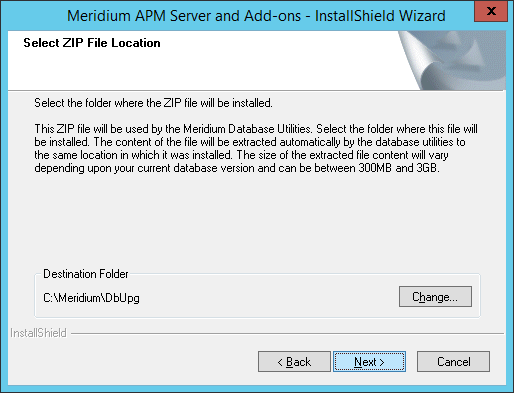 Meridium APM Server and Add-ons - InstallShield Wizard
X
Select ZIP File Location
Select the folder where the ZIP file will be installed.
This ZIP file will be used by the Meridium Database Utilities. Select the folder where this file will
be installed. The content of the file will be extracted automatically by the database utilities to
the same location in which it was installed. The size of the extracted file content will vary
depending upon your current database version and can be between 300MB and 3GB.
Destination Folder
C:\Meridium\DbUpg
Change...
InstallShield
< Back
Next >
Cancel